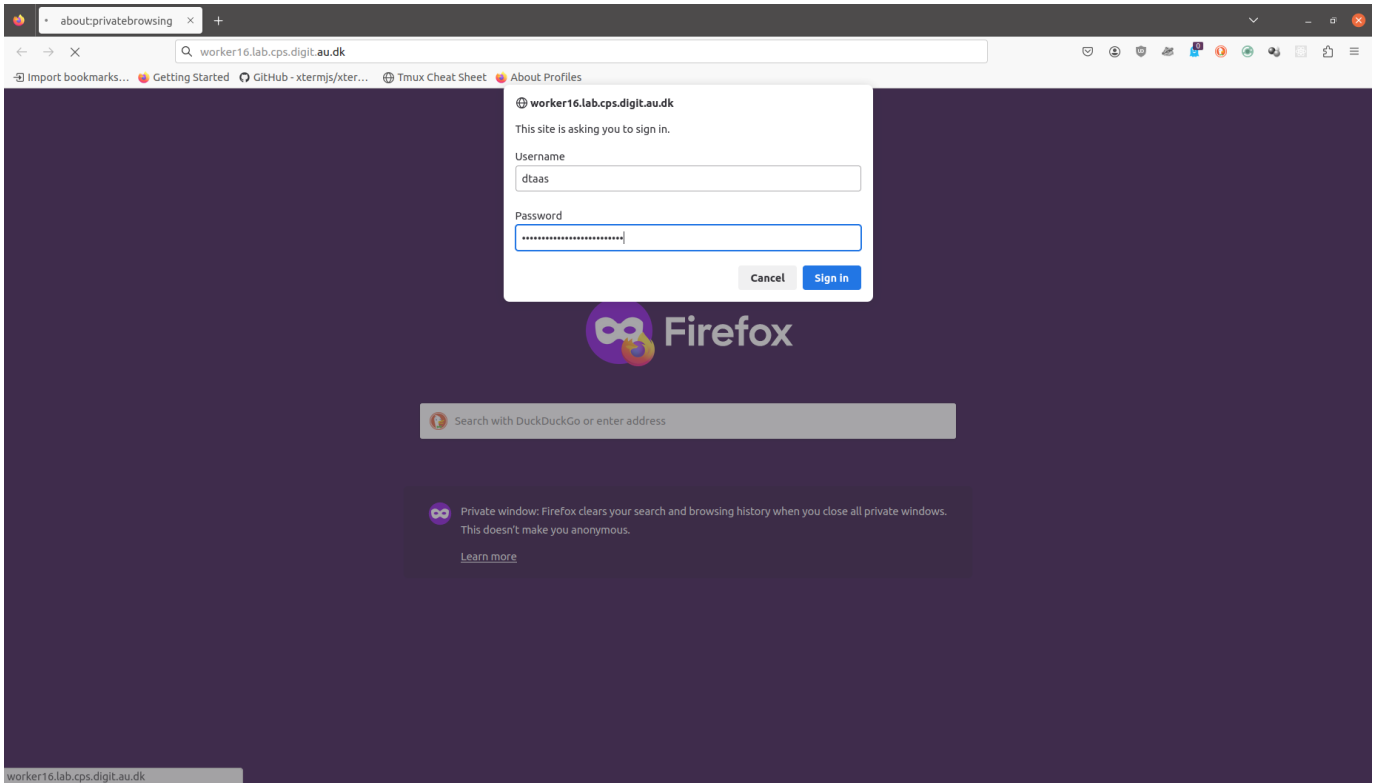 about:privatebrowsing
worker16.lab.cps.digit.au.dk
0
Import bookmarks... Getting Started GitHub - xtermjs/xter... Tmux Cheat Sheet About Profiles
worker16.lab.cps.digit.au.dk
This site is asking you to sign in.
Username
dtaas
Password
••••••••••••••••••••••••••
Cancel Sign in
Firefox
Search with DuckDuckGo or enter address
Private window: Firefox clears your search and browsing history when you close all private windows.
This doesn't make you anonymous.
Learn more
worker16.lab.cps.digit.au.dk